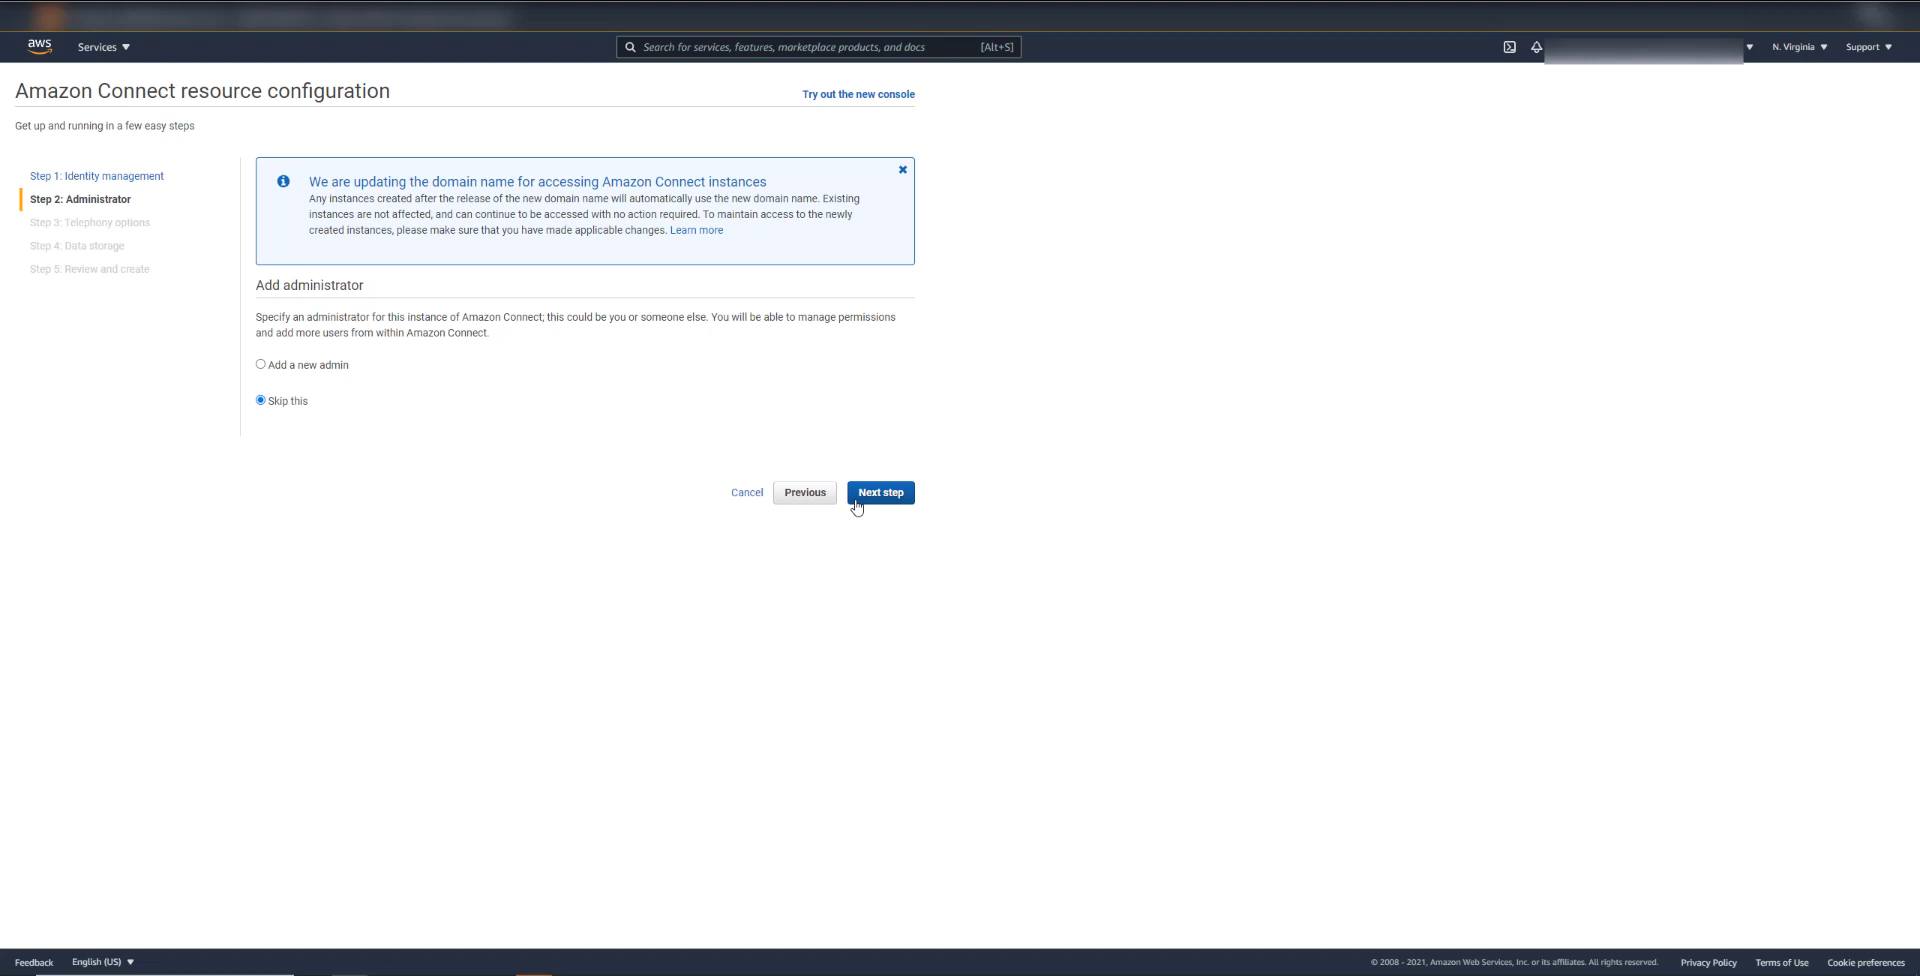 aws
Services
Search for services, features, marketplace products, and docs [Alt+S]
N. Virginia
Support
Amazon Connect resource configuration
Try out the new console
Get up and running in a few easy steps
Step 1: Identity management
Step 2: Administrator
Step 3: Telephony options
Step 4: Data storage
Step 5: Review and create
We are updating the domain name for accessing Amazon Connect instances
Any instances created after the release of the new domain name will automatically use the new domain name. Existing
instances are not affected, and can continue to be accessed with no action required. To maintain access to the newly
created instances, please make sure that you have made applicable changes. Learn more
Add administrator
Specify an administrator for this instance of Amazon Connect; this could be you or someone else. You will be able to manage permissions
and add more users from within Amazon Connect.
Add a new admin
Skip this
Cancel
Previous
Next step
Feedback
English (US)
© 2008 - 2021, Amazon Web Services, Inc. or its affiliates. All rights reserved.
Privacy Policy
Terms of Use
Cookie preferences